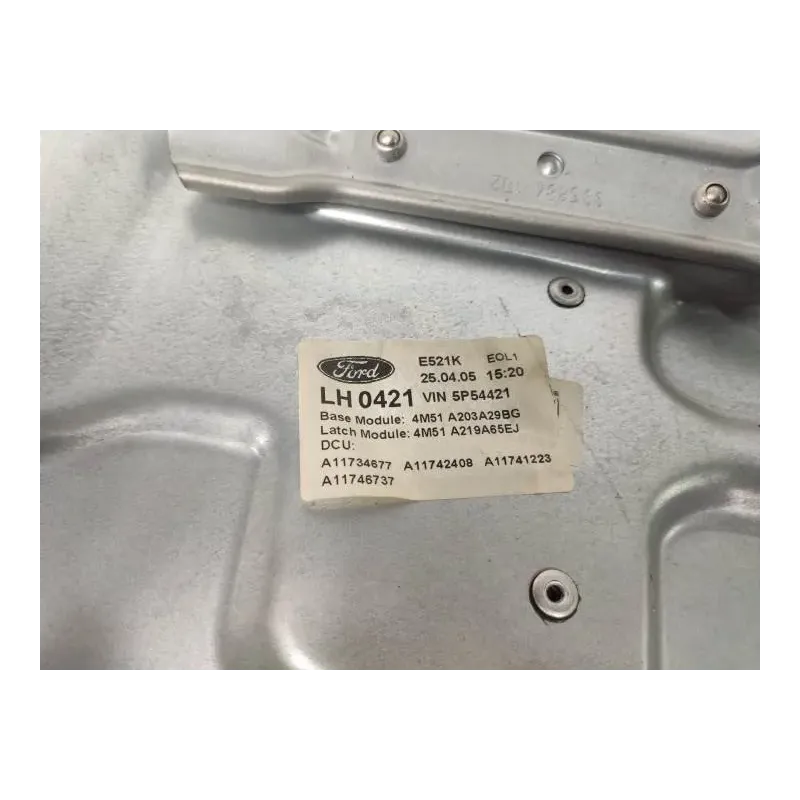 Ford E521K EOL1
25.04.05 15:20
LH 0421 VIN 5P54421
Base Module: 4M51 A203A29BG
Latch Module: 4M51 A219A65EJ
DCU:
A11734677 A11742408 A11741223
A11746737